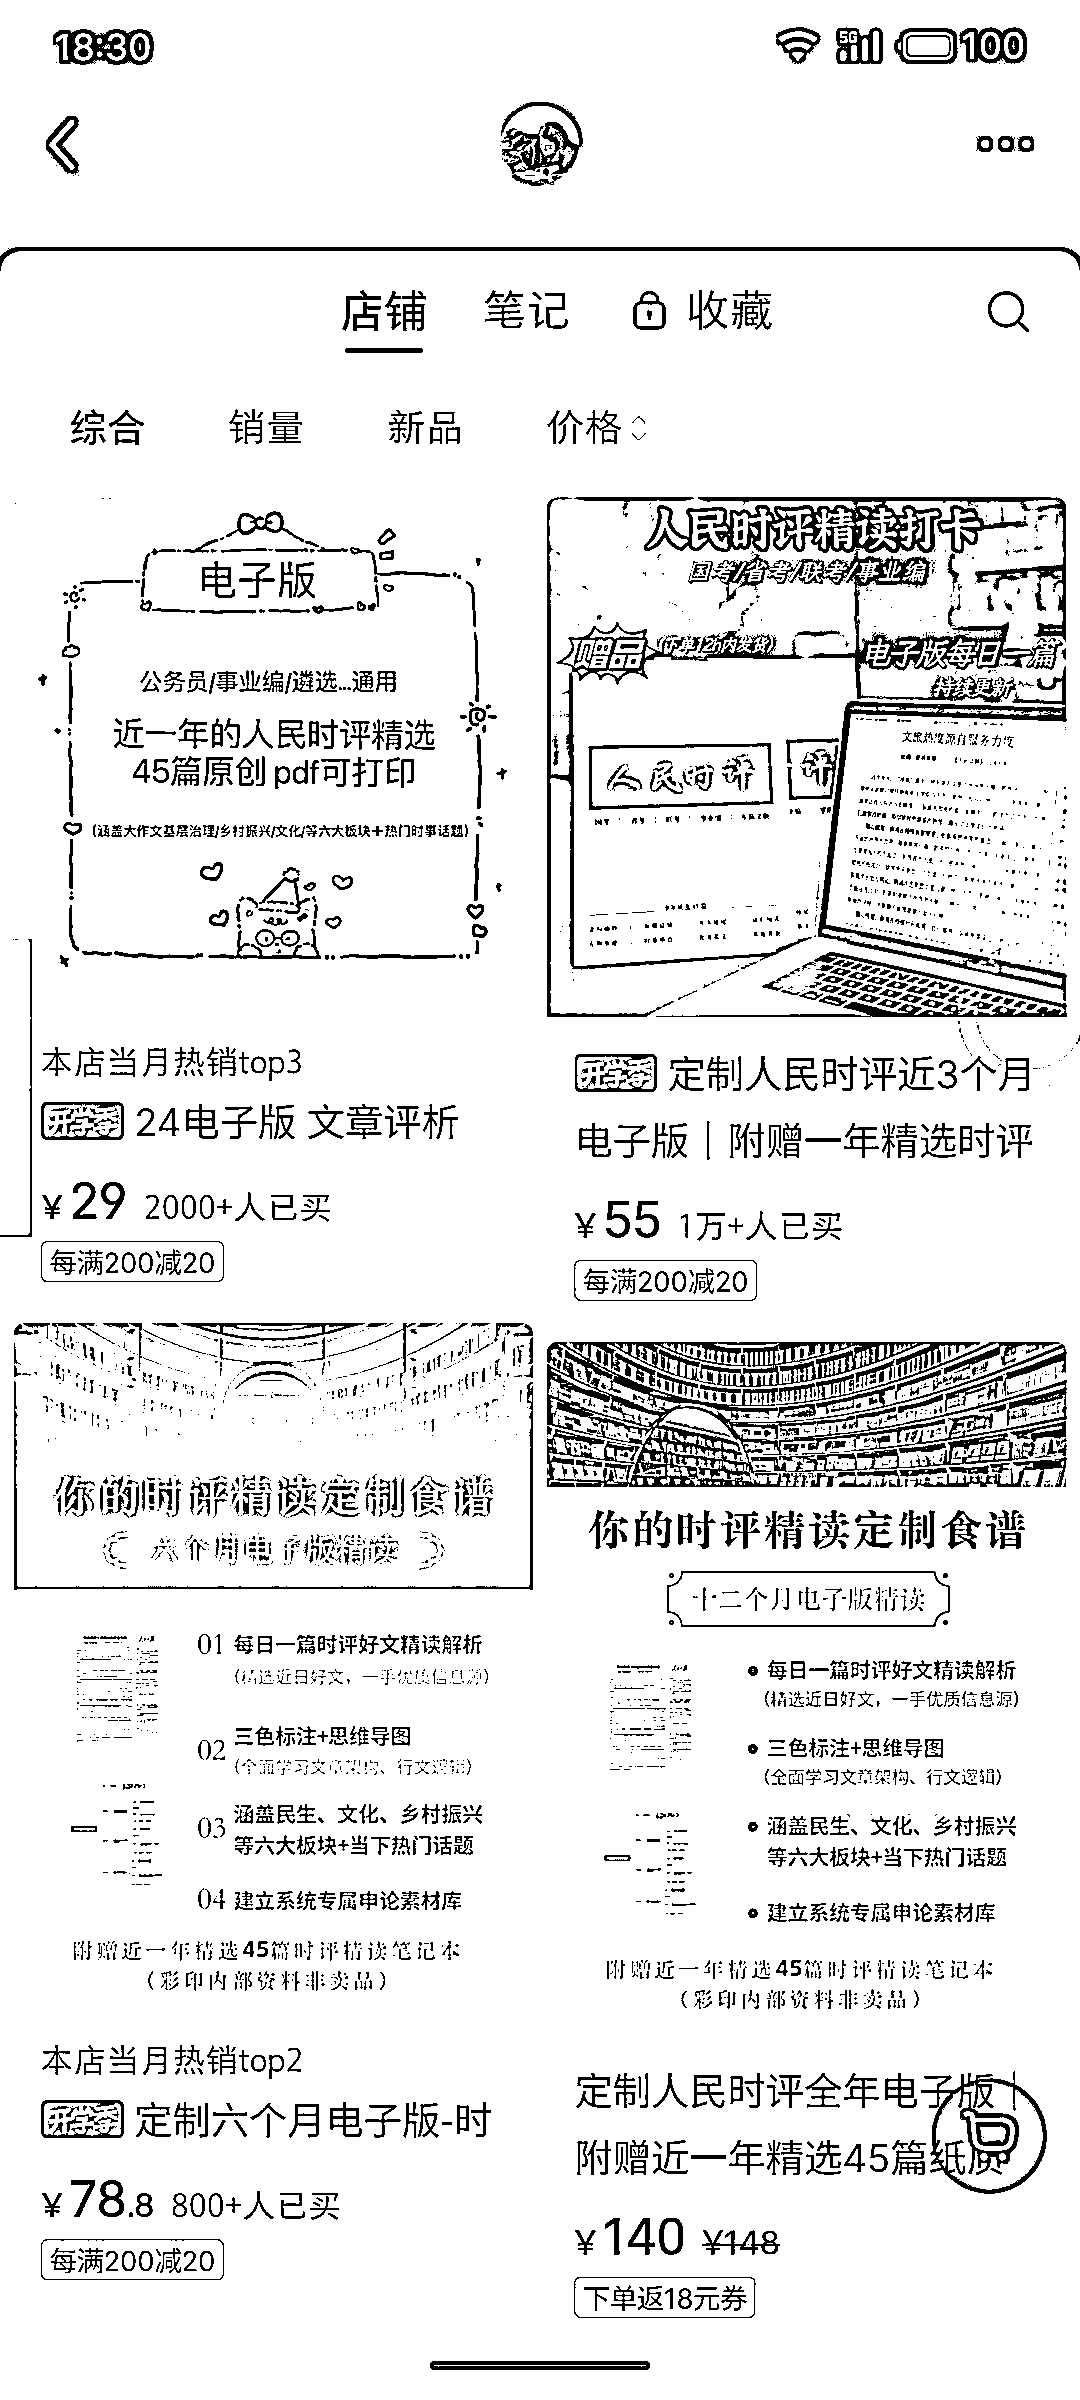 18:30
5G
100
店铺
笔记
收藏
综合
销量
新品
价格
电子版
公务员/事业编/遴选...通用
近一年的人民时评精选
45篇原创 pdf可打印
(涵盖大作文基层治理/乡村振兴/文化/等六大板块+热门时事话题)
本店当月热销top3
开学季 24电子版 文章评析
¥29 2000+人已买
每满200减20
人民时评精读打卡
国考/省考/联考/事业编
赠品
(下单12h内发货)
电子版每日一篇
持续更新
人民时评
评
文旅热度源自服务力度
开学季 定制人民时评近3个月
电子版｜附赠一年精选时评
¥55 1万+人已买
每满200减20
你的时评精读定制食谱
六个月电子版精读
01 每日一篇时评好文精读解析
(精选近日好文，一手优质信息源)
02 三色标注+思维导图
(全面学习文章架构、行文逻辑)
03 涵盖民生、文化、乡村振兴
等六大板块+当下热门话题
04 建立系统专属申论素材库
附赠近一年精选45篇时评精读笔记本
（彩印内部资料非卖品）
本店当月热销top2
开学季 定制六个月电子版-时
¥78.8 800+人已买
每满200减20
你的时评精读定制食谱
十二个月电子版精读
每日一篇时评好文精读解析
(精选近日好文，一手优质信息源)
三色标注+思维导图
(全面学习文章架构、行文逻辑)
涵盖民生、文化、乡村振兴
等六大板块+当下热门话题
建立系统专属申论素材库
附赠近一年精选45篇时评精读笔记本
（彩印内部资料非卖品）
定制人民时评全年电子版｜
附赠近一年精选45篇纸质
¥140 ¥148
下单返18元券